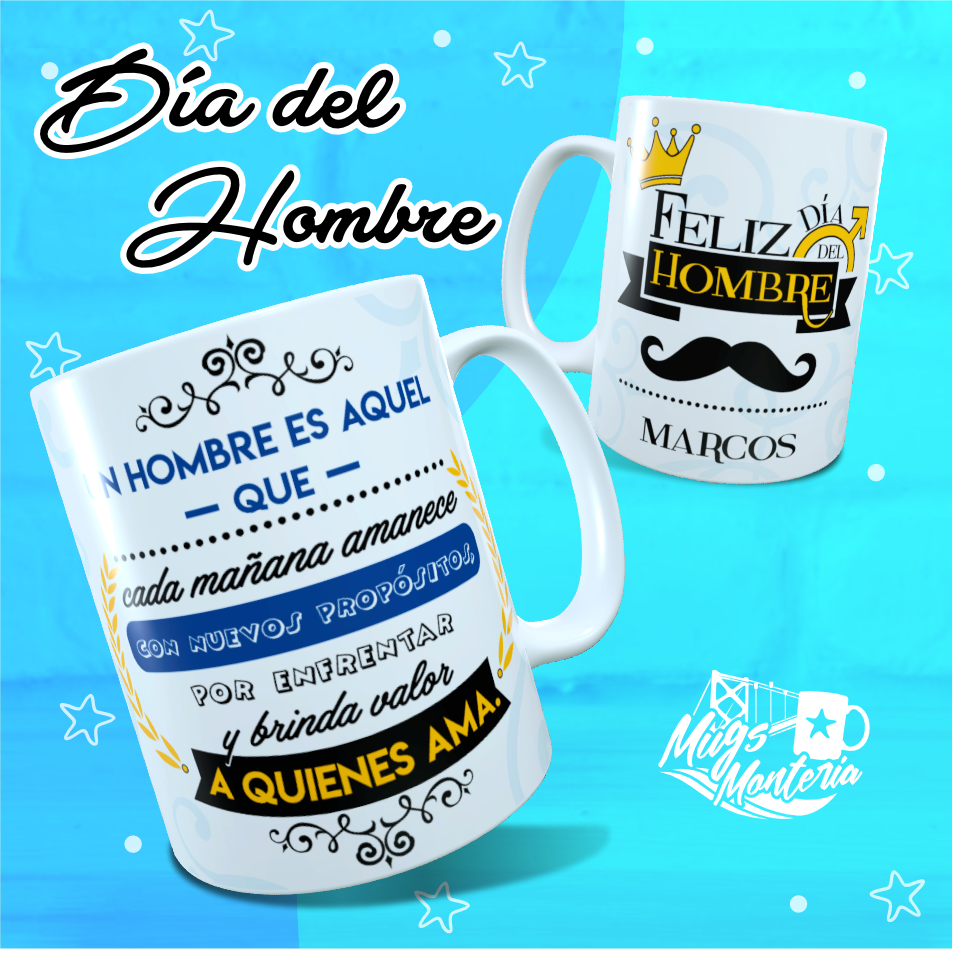 Día del
Hombre
FELIZ DÍA
DEL
HOMBRE
MARCOS
UN HOMBRE ES AQUEL
— QUE —
cada mañana amanece
CON NUEVOS PROPÓSITOS,
POR ENFRENTAR
y brinda valor
A QUIENES AMA.
Mugs
Montería